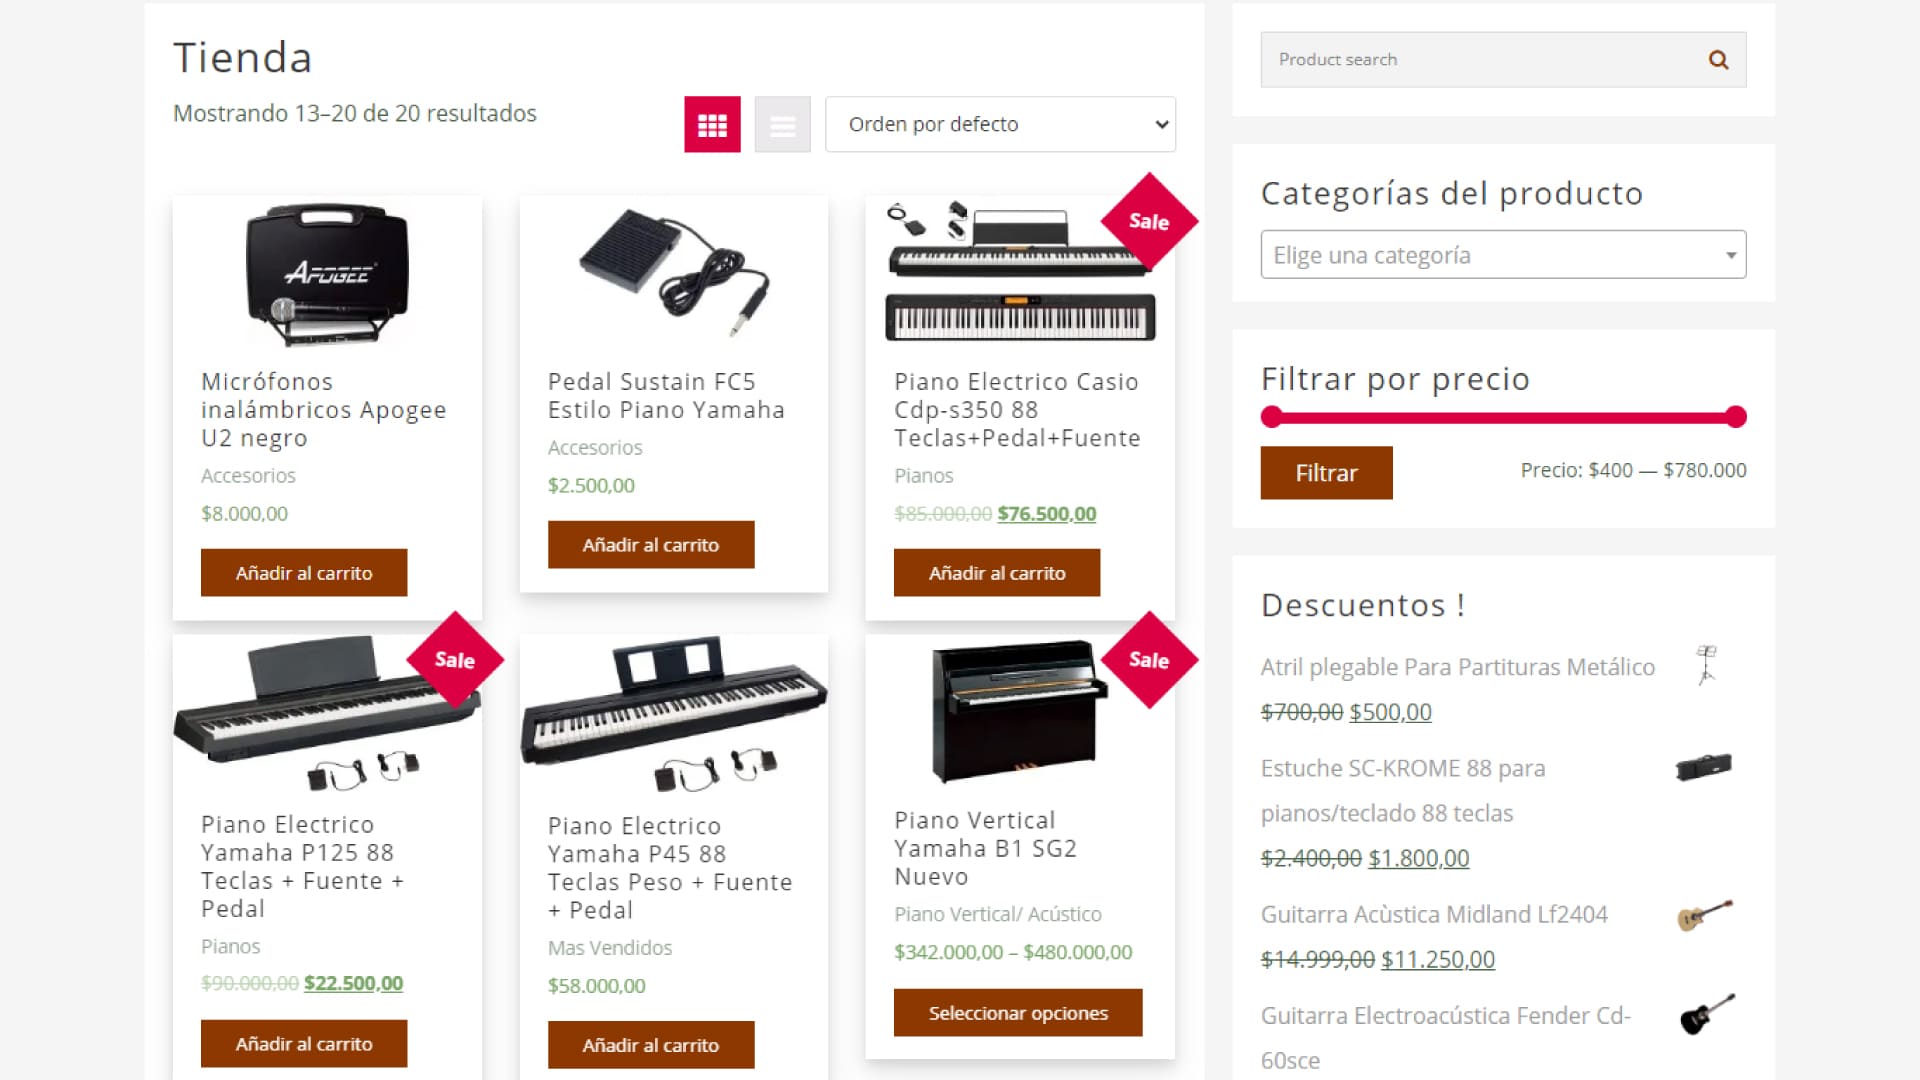 Tienda
Mostrando 13–20 de 20 resultados
Orden por defecto
APOGEE
Micrófonos
inalámbricos Apogee
U2 negro
Accesorios
$8.000,00
Añadir al carrito
Pedal Sustain FC5
Estilo Piano Yamaha
Accesorios
$2.500,00
Añadir al carrito
Sale
Piano Electrico Casio
Cdp-s350 88
Teclas+Pedal+Fuente
Pianos
$85.000,00 $76.500,00
Añadir al carrito
Sale
Piano Electrico
Yamaha P125 88
Teclas + Fuente +
Pedal
Pianos
$90.000,00 $22.500,00
Añadir al carrito
Piano Electrico
Yamaha P45 88
Teclas Peso + Fuente
+ Pedal
Mas Vendidos
$58.000,00
Añadir al carrito
Sale
Piano Vertical
Yamaha B1 SG2
Nuevo
Piano Vertical/ Acústico
$342.000,00 – $480.000,00
Seleccionar opciones
Product search
Categorías del producto
Elige una categoría
Filtrar por precio
Filtrar
Precio: $400 — $780.000
Descuentos !
Atril plegable Para Partituras Metálico
$700,00 $500,00
Estuche SC-KROME 88 para
pianos/teclado 88 teclas
$2.400,00 $1.800,00
Guitarra Acùstica Midland Lf2404
$14.999,00 $11.250,00
Guitarra Electroacústica Fender Cd-
60sce